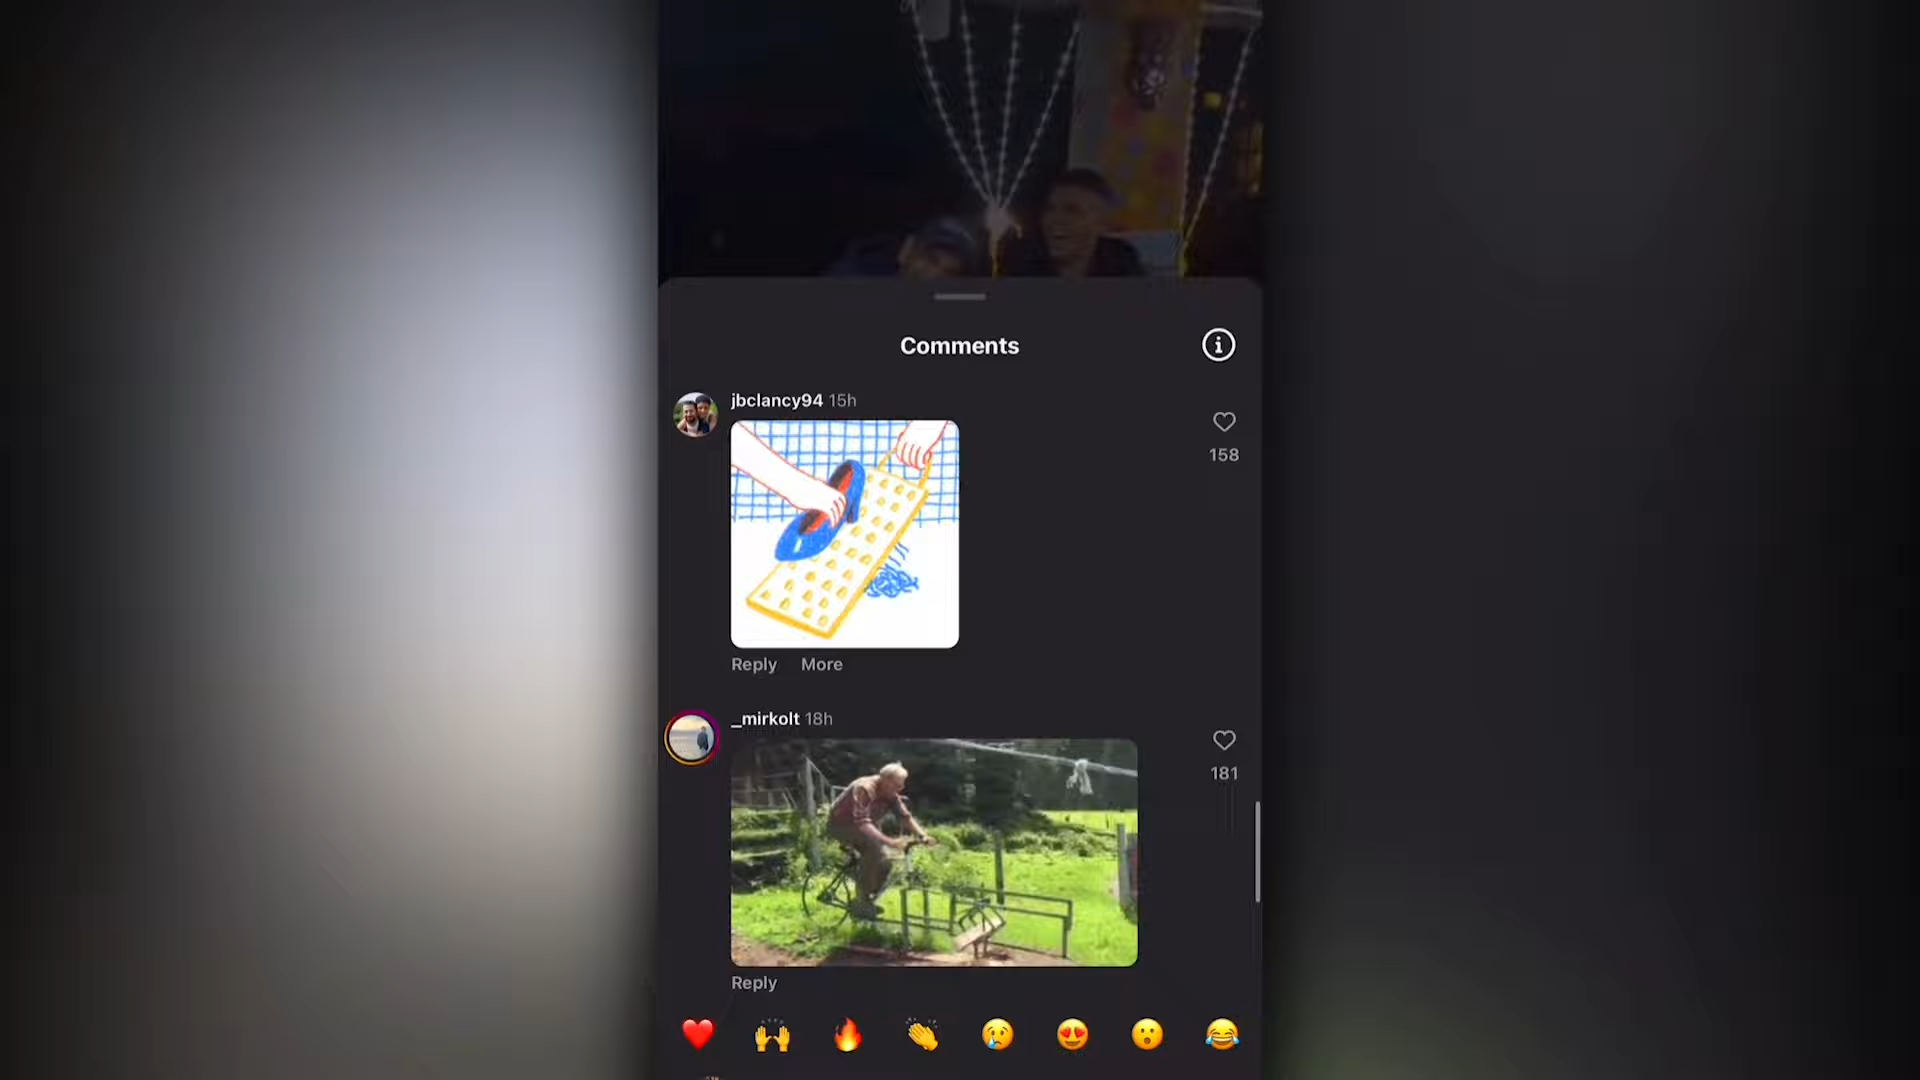 Comments
jbclancy94 15h
158
Reply More
_mirkolt 18h
181
Reply